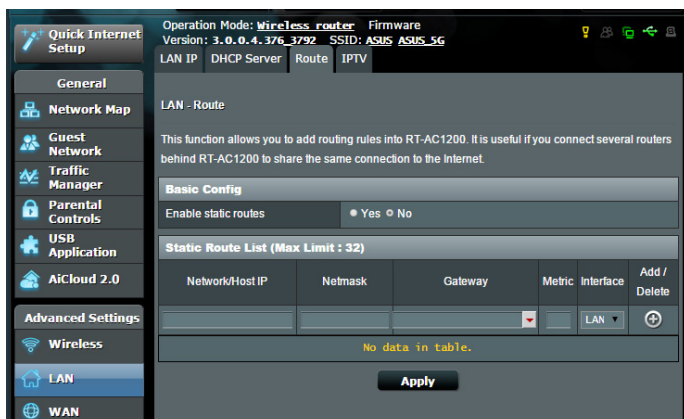 Quick Internet
Setup
General
Network Map
Guest
Network
Traffic
Manager
Parental
Controls
USB
Application
AiCloud 2.0
Advanced Settings
Wireless
LAN
WAN
Operation Mode: Wireless router Firmware
Version: 3.0.0.4.376_3792 SSID: ASUS ASUS_5G
LAN IP DHCP Server Route IPTV
LAN - Route
This function allows you to add routing rules into RT-AC1200. It is useful if you connect several routers
behind RT-AC1200 to share the same connection to the Internet.
Basic Config
Enable static routes Yes No
Static Route List (Max Limit : 32)
Network/Host IP Netmask Gateway Metric Interface Add /
Delete
LAN
No data in table.
Apply